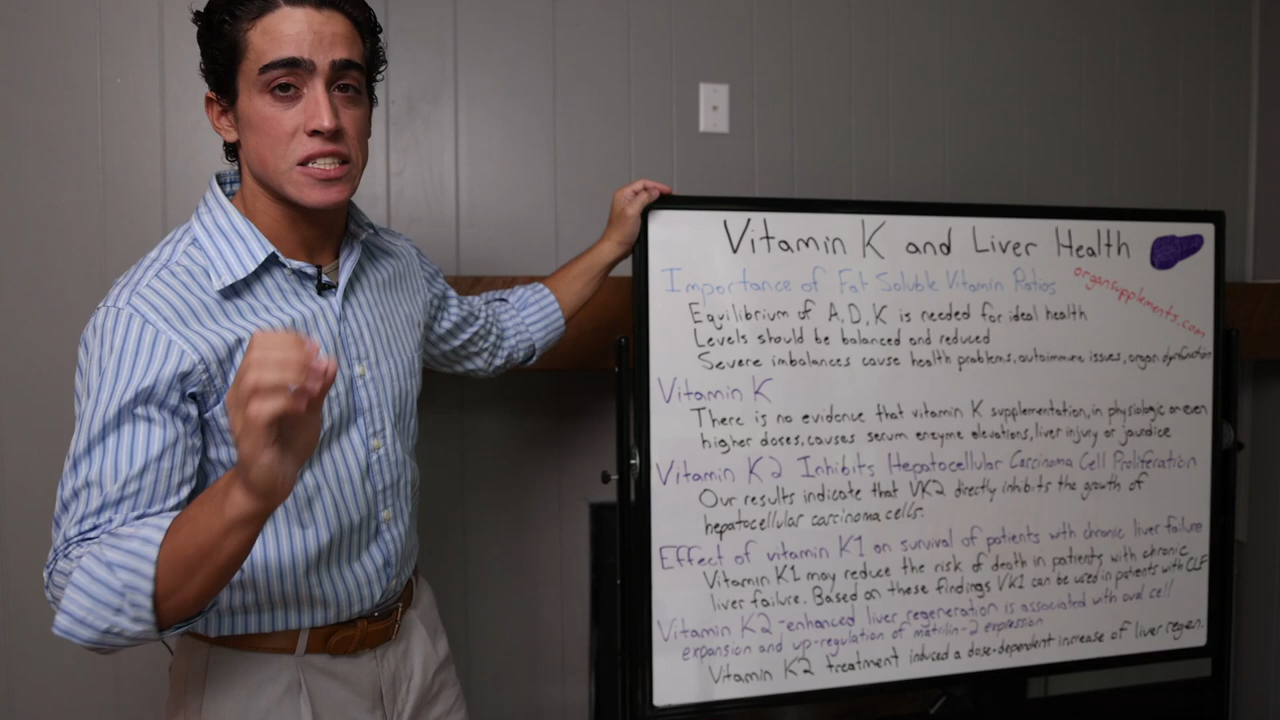 Vitamin K and Liver Health
organsupplements.com
Importance of Fat Soluble Vitamin Ratios
Equilibrium of A, D, K is needed for ideal health
Levels should be balanced and reduced
Severe imbalances cause health problems, autoimmune issues, organ dysfunction
Vitamin K
There is no evidence that vitamin K supplementation, in physiologic or even
higher doses, causes serum enzyme elevations, liver injury or jaundice
Vitamin K2 Inhibits Hepatocellular Carcinoma Cell Proliferation
Our results indicate that VK2 directly inhibits the growth of
hepatocellular carcinoma cells.
Effect of vitamin K1 on survival of patients with chronic liver failure
Vitamin K1 may reduce the risk of death in patients with chronic
liver failure. Based on these findings VK1 can be used in patients with CLF
Vitamin K2-enhanced liver regeneration is associated with oval cell
expansion and up-regulation of matrilin-2 expression
Vitamin K2 treatment induced a dose-dependent increase of liver regen.